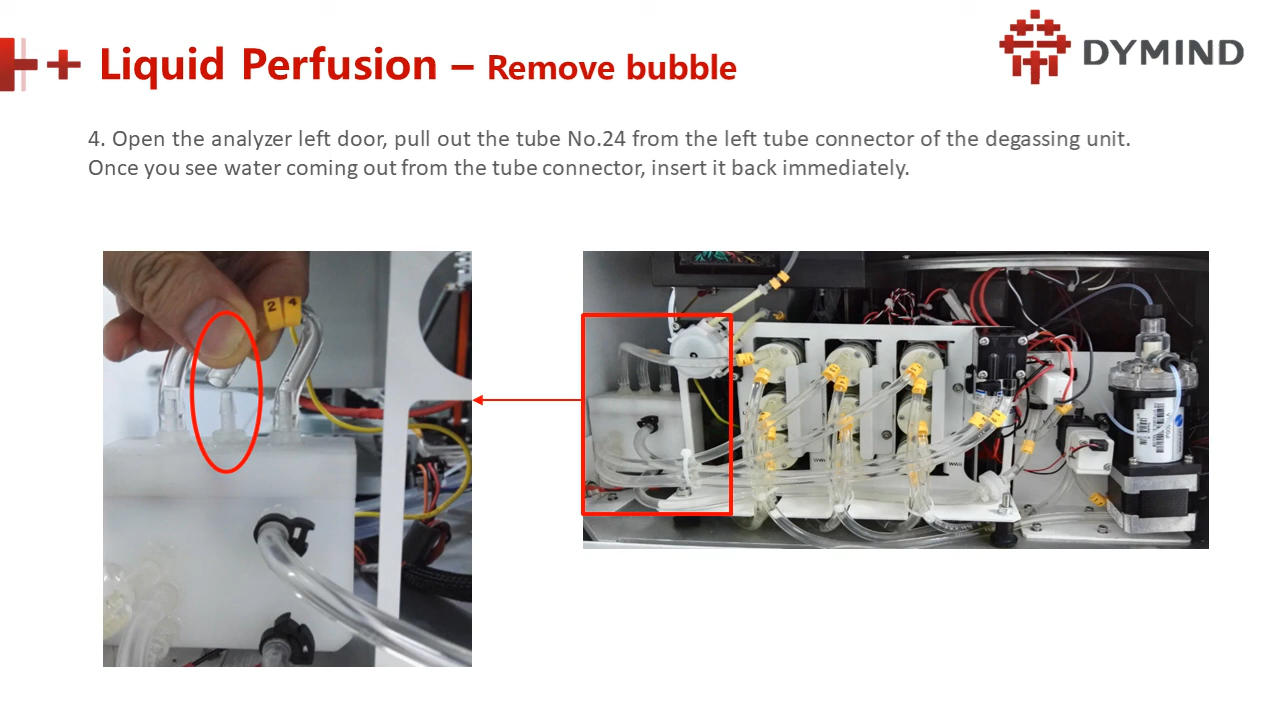 Liquid Perfusion – Remove bubble
DYMIND
4. Open the analyzer left door, pull out the tube No.24 from the left tube connector of the degassing unit.
Once you see water coming out from the tube connector, insert it back immediately.
2 4